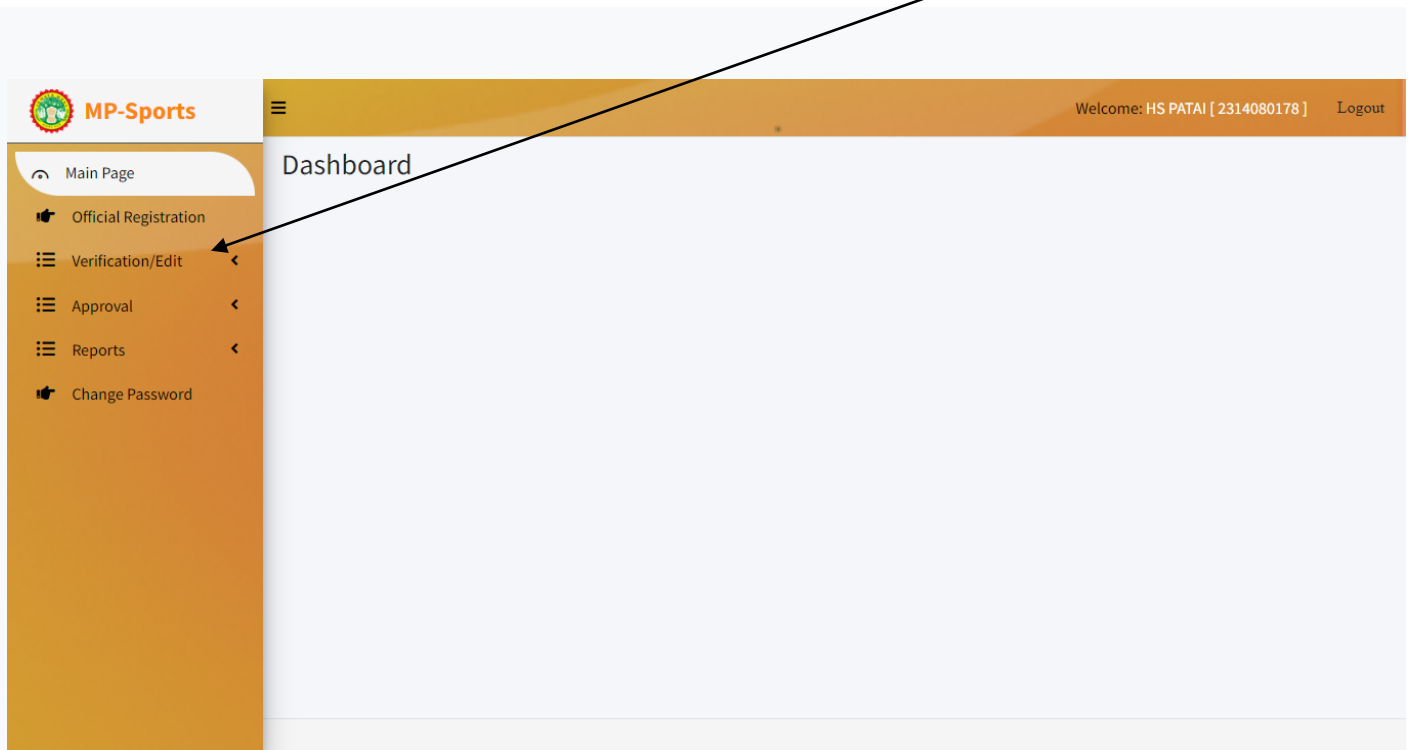 MP-Sports
Welcome: HS PATAI [ 2314080178 ] Logout
Main Page
Dashboard
Official Registration
Verification/Edit
Approval
Reports
Change Password